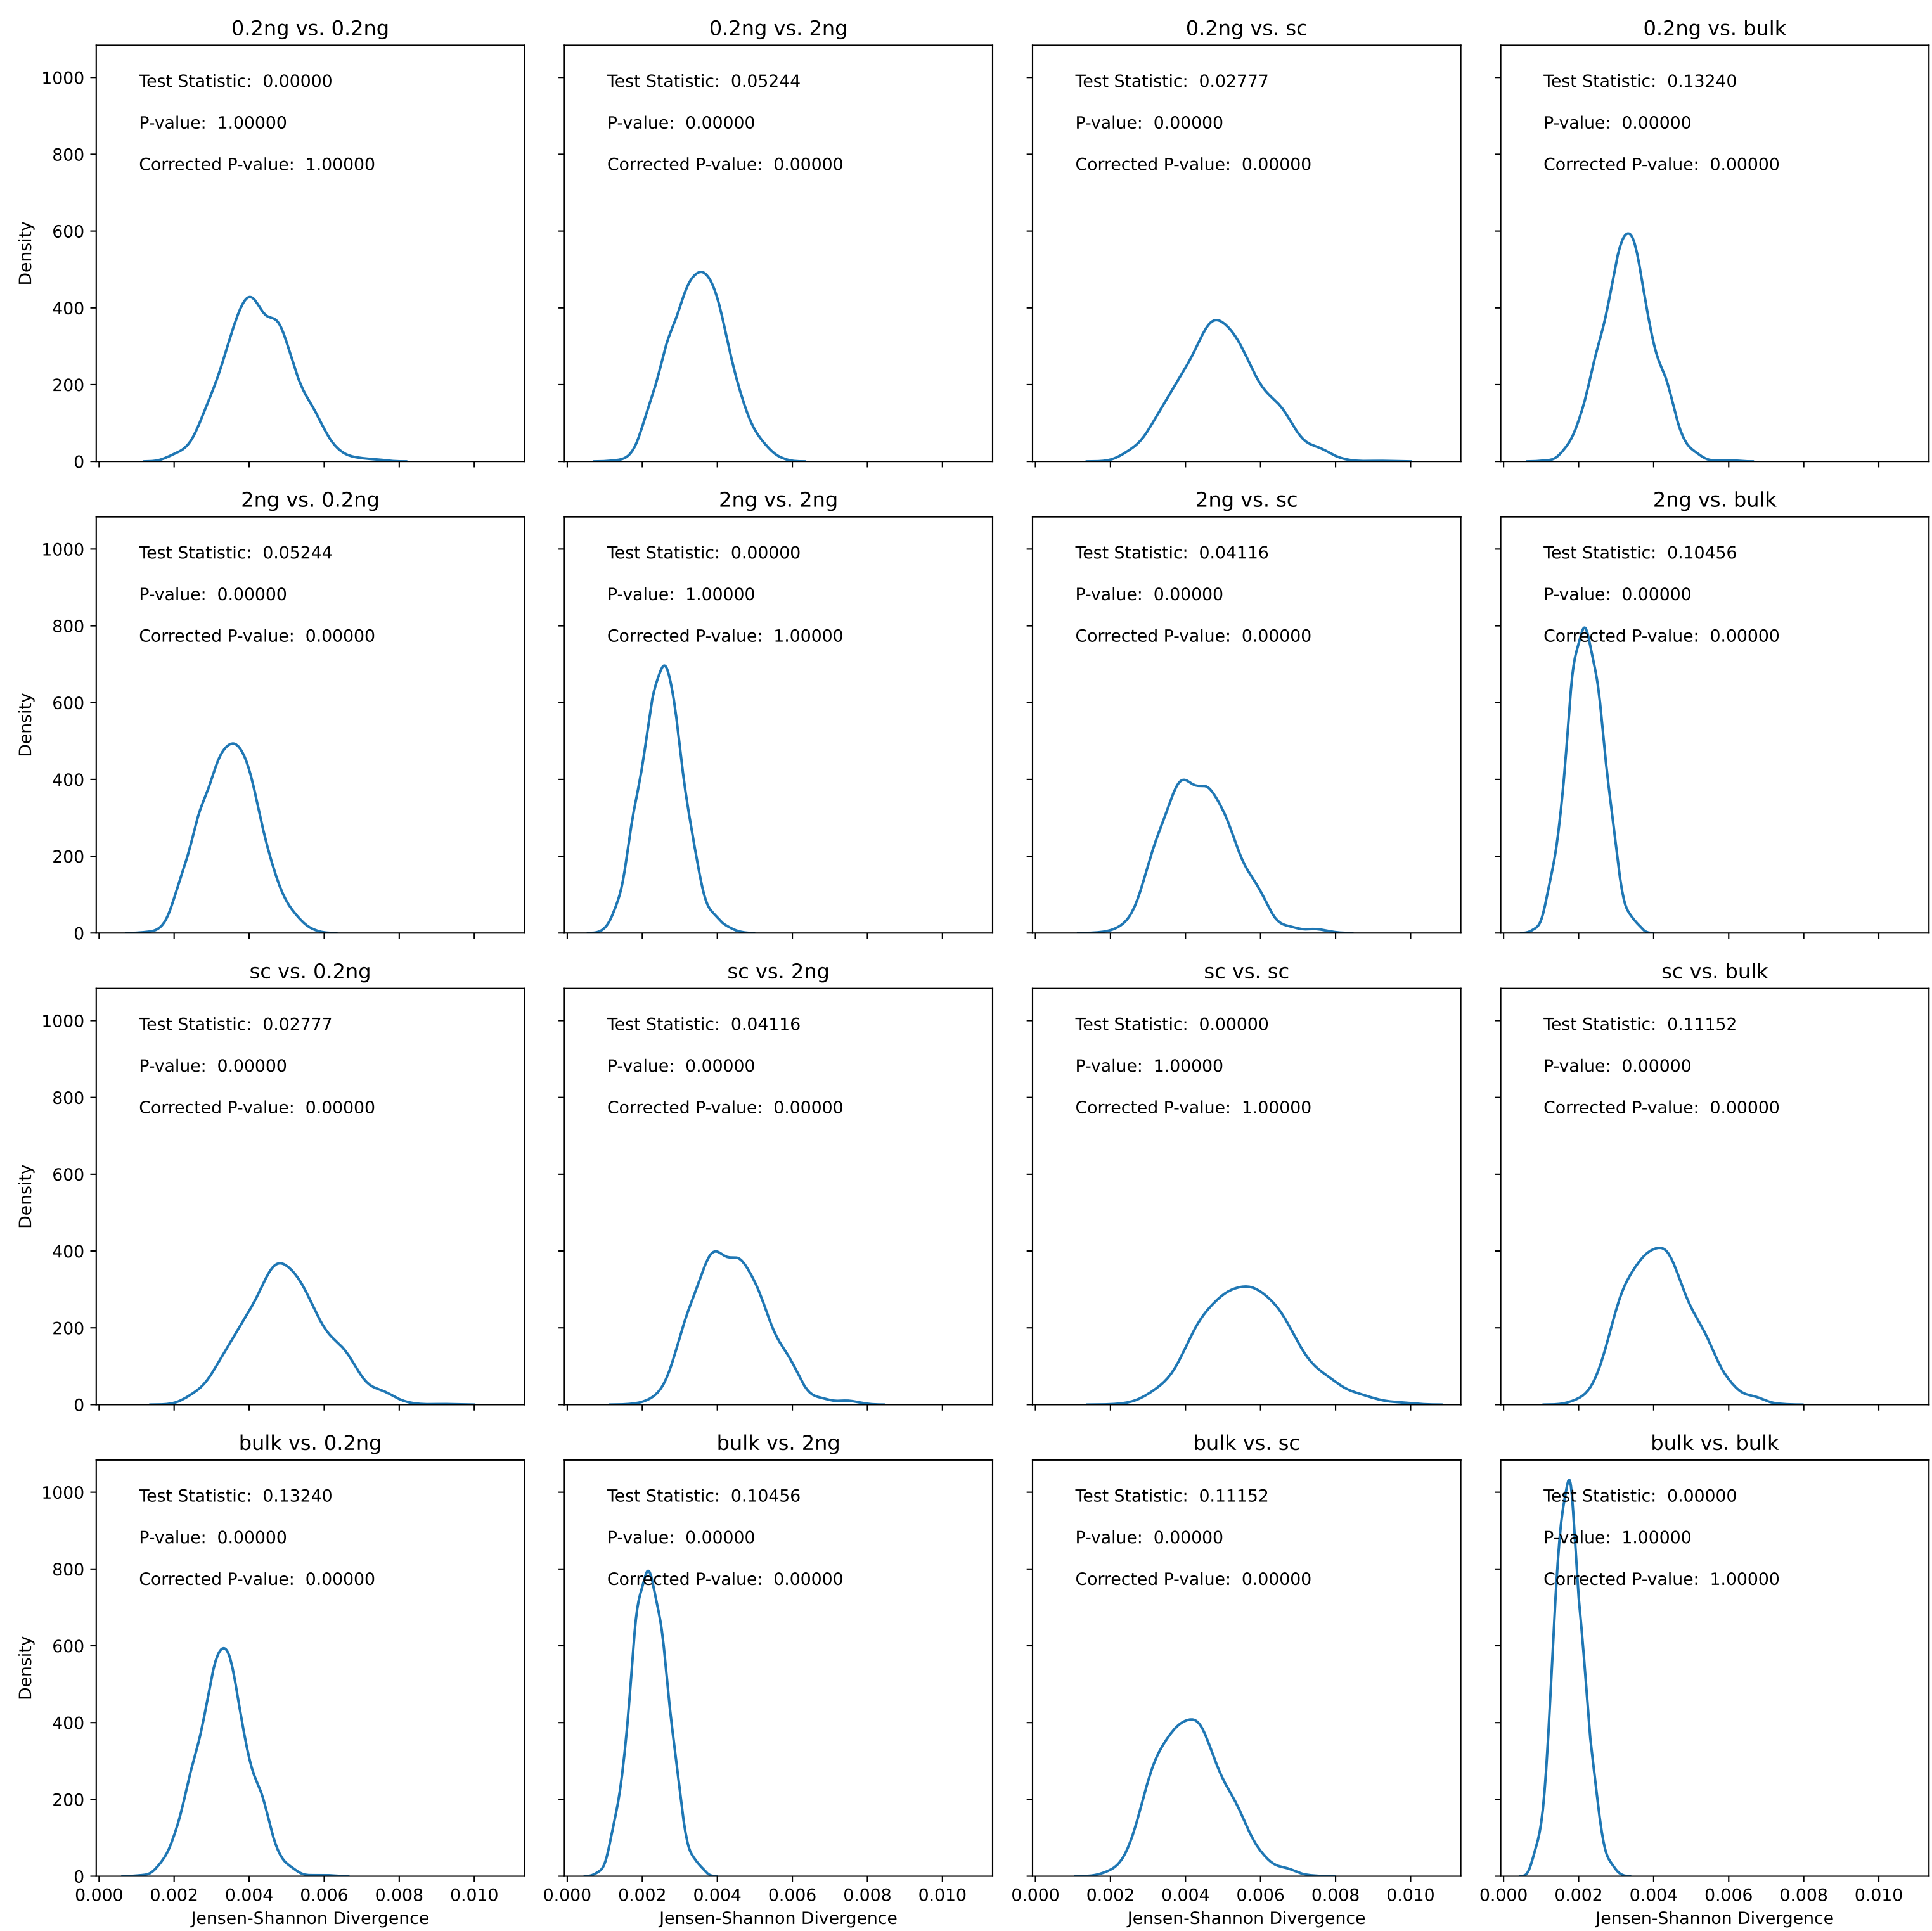 0.2ng vs. 0.2ng
Test Statistic:  0.00000
P-value:  1.00000
Corrected P-value:  1.00000
1000
800
600
400
200
0
Density
0.2ng vs. 2ng
Test Statistic:  0.05244
P-value:  0.00000
Corrected P-value:  0.00000
0.2ng vs. sc
Test Statistic:  0.02777
P-value:  0.00000
Corrected P-value:  0.00000
0.2ng vs. bulk
Test Statistic:  0.13240
P-value:  0.00000
Corrected P-value:  0.00000
2ng vs. 0.2ng
Test Statistic:  0.05244
P-value:  0.00000
Corrected P-value:  0.00000
1000
800
600
400
200
0
Density
2ng vs. 2ng
Test Statistic:  0.00000
P-value:  1.00000
Corrected P-value:  1.00000
2ng vs. sc
Test Statistic:  0.04116
P-value:  0.00000
Corrected P-value:  0.00000
2ng vs. bulk
Test Statistic:  0.10456
P-value:  0.00000
Corrected P-value:  0.00000
sc vs. 0.2ng
Test Statistic:  0.02777
P-value:  0.00000
Corrected P-value:  0.00000
1000
800
600
400
200
0
Density
sc vs. 2ng
Test Statistic:  0.04116
P-value:  0.00000
Corrected P-value:  0.00000
sc vs. sc
Test Statistic:  0.00000
P-value:  1.00000
Corrected P-value:  1.00000
sc vs. bulk
Test Statistic:  0.11152
P-value:  0.00000
Corrected P-value:  0.00000
bulk vs. 0.2ng
Test Statistic:  0.13240
P-value:  0.00000
Corrected P-value:  0.00000
1000
800
600
400
200
0
Density
0.000 0.002 0.004 0.006 0.008 0.010
Jensen-Shannon Divergence
bulk vs. 2ng
Test Statistic:  0.10456
P-value:  0.00000
Corrected P-value:  0.00000
0.000 0.002 0.004 0.006 0.008 0.010
Jensen-Shannon Divergence
bulk vs. sc
Test Statistic:  0.11152
P-value:  0.00000
Corrected P-value:  0.00000
0.000 0.002 0.004 0.006 0.008 0.010
Jensen-Shannon Divergence
bulk vs. bulk
Test Statistic:  0.00000
P-value:  1.00000
Corrected P-value:  1.00000
0.000 0.002 0.004 0.006 0.008 0.010
Jensen-Shannon Divergence